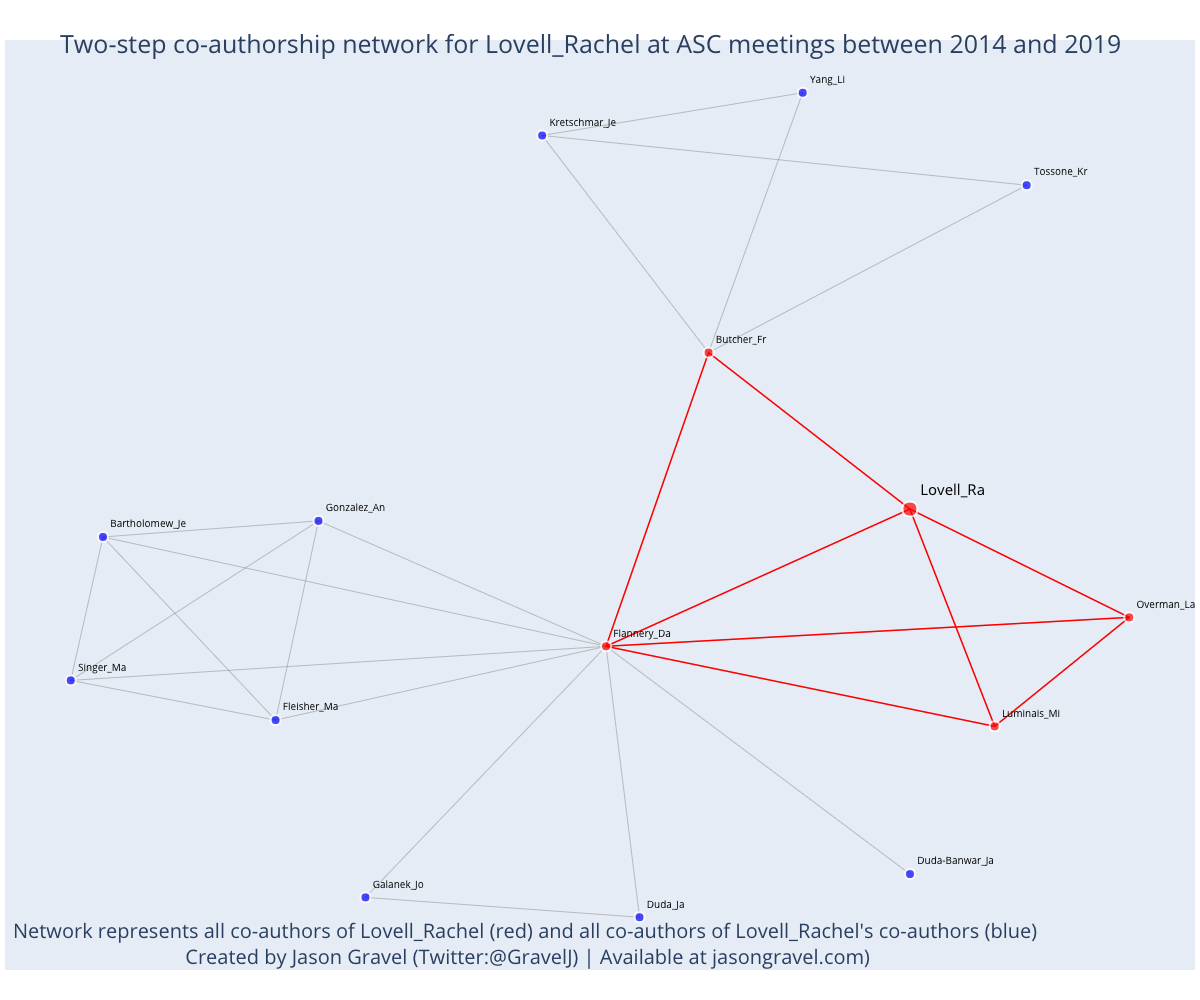 Two-step co-authorship network for Lovell_Rachel at ASC meetings between 2014 and 2019
Yang_Li
Kretschmar_Je
Tossone_Kr
Butcher_Fr
Lovell_Ra
Gonzalez_An
Bartholomew_Je
Overman_La
Flannery_Da
Singer_Ma
Fleisher_Ma
Luminais_Mi
Duda-Banwar_Ja
Galanek_Jo
Duda_Ja
Network represents all co-authors of Lovell_Rachel (red) and all co-authors of Lovell_Rachel's co-authors (blue)
Created by Jason Gravel (Twitter:@GravelJ) | Available at jasongravel.com)